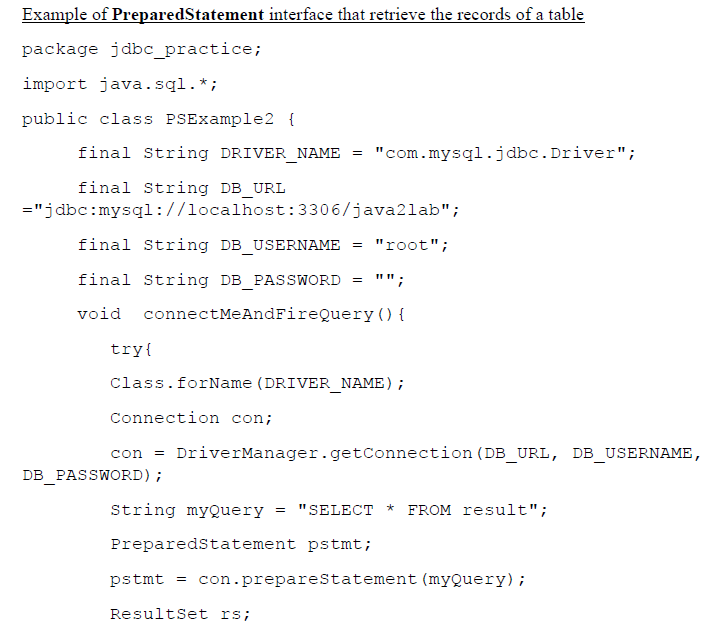 Example of PreparedStatement interface that retrieve the records of a table
package jdbc_practice;
import java.sql.*;
public class PSExample2 {
final String DRIVER_NAME = "com.mysql.jdbc.Driver";
final String DB_URL
="jdbc:mysql://localhost:3306/java2lab";
final String DB_USERNAME = "root";
final String DB_PASSWORD = "";
void  connectMeAndFireQuery(){
try{
Class.forName(DRIVER_NAME);
Connection con;
con = DriverManager.getConnection(DB_URL, DB_USERNAME,
DB_PASSWORD);
String myQuery = "SELECT * FROM result";
PreparedStatement pstmt;
pstmt = con.prepareStatement(myQuery);
ResultSet rs;